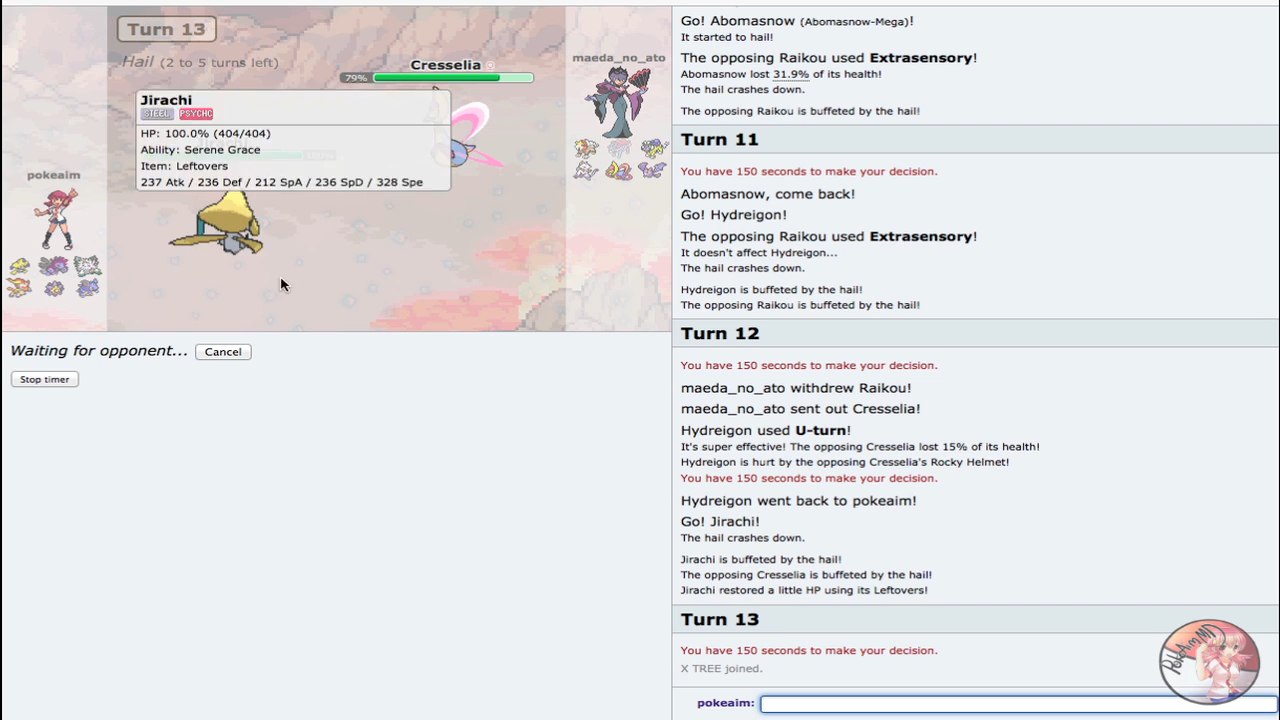 Turn 13
Hail (2 to 5 turns left)
Cresselia
79%
maeda_no_ato
Jirachi
STEEL PSYCHC
HP: 100.0% (404/404)
Ability: Serene Grace
Item: Leftovers
237 Atk / 236 Def / 212 SpA / 236 SpD / 328 Spe
pokeaim
Waiting for opponent... Cancel
Stop timer
Go! Abomasnow (Abomasnow-Mega)!
It started to hail!
The opposing Raikou used Extrasensory!
Abomasnow lost 31.9% of its health!
The hail crashes down.
The opposing Raikou is buffeted by the hail!
Turn 11
You have 150 seconds to make your decision.
Abomasnow, come back!
Go! Hydreigon!
The opposing Raikou used Extrasensory!
It doesn't affect Hydreigon...
The hail crashes down.
Hydreigon is buffeted by the hail!
The opposing Raikou is buffeted by the hail!
Turn 12
You have 150 seconds to make your decision.
maeda_no_ato withdrew Raikou!
maeda_no_ato sent out Cresselia!
Hydreigon used U-turn!
It's super effective! The opposing Cresselia lost 15% of its health!
Hydreigon is hurt by the opposing Cresselia's Rocky Helmet!
You have 150 seconds to make your decision.
Hydreigon went back to pokeaim!
Go! Jirachi!
The hail crashes down.
Jirachi is buffeted by the hail!
The opposing Cresselia is buffeted by the hail!
Jirachi restored a little HP using its Leftovers!
Turn 13
You have 150 seconds to make your decision.
X TREE joined.
PokeAimMD
pokeaim: